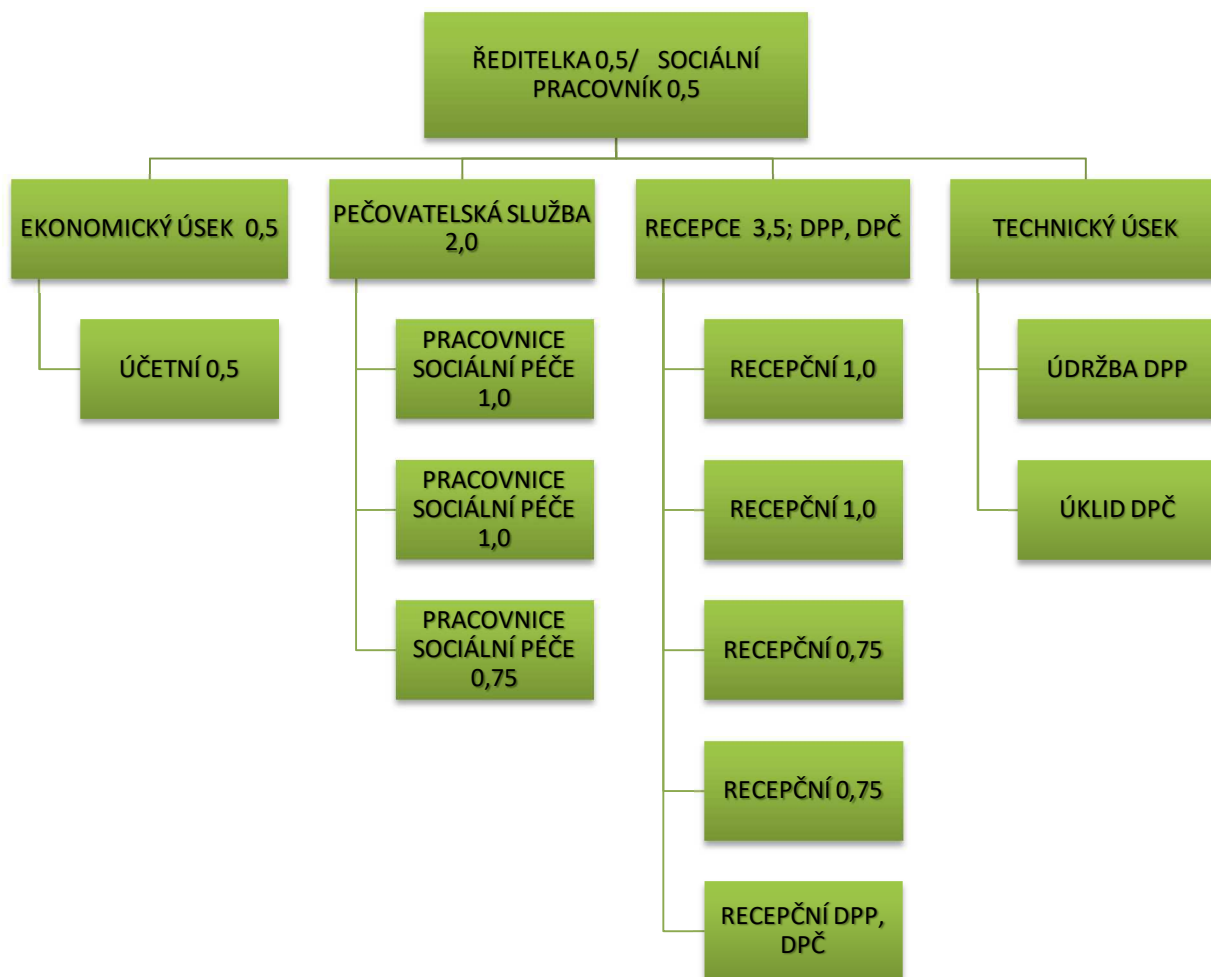 ŘEDITELKA 0,5/ SOCIÁLNÍ
PRACOVNÍK 0,5
EKONOMICKÝ ÚSEK 0,5
PEČOVATELSKÁ SLUŽBA
2,0
RECEPCE 3,5; DPP, DPČ
TECHNICKÝ ÚSEK
ÚČETNÍ 0,5
PRACOVNICE
SOCIÁLNÍ PÉČE
1,0
PRACOVNICE
SOCIÁLNÍ PÉČE
1,0
PRACOVNICE
SOCIÁLNÍ PÉČE
0,75
RECEPČNÍ 1,0
RECEPČNÍ 1,0
RECEPČNÍ 0,75
RECEPČNÍ 0,75
RECEPČNÍ DPP,
DPČ
ÚDRŽBA DPP
ÚKLID DPČ